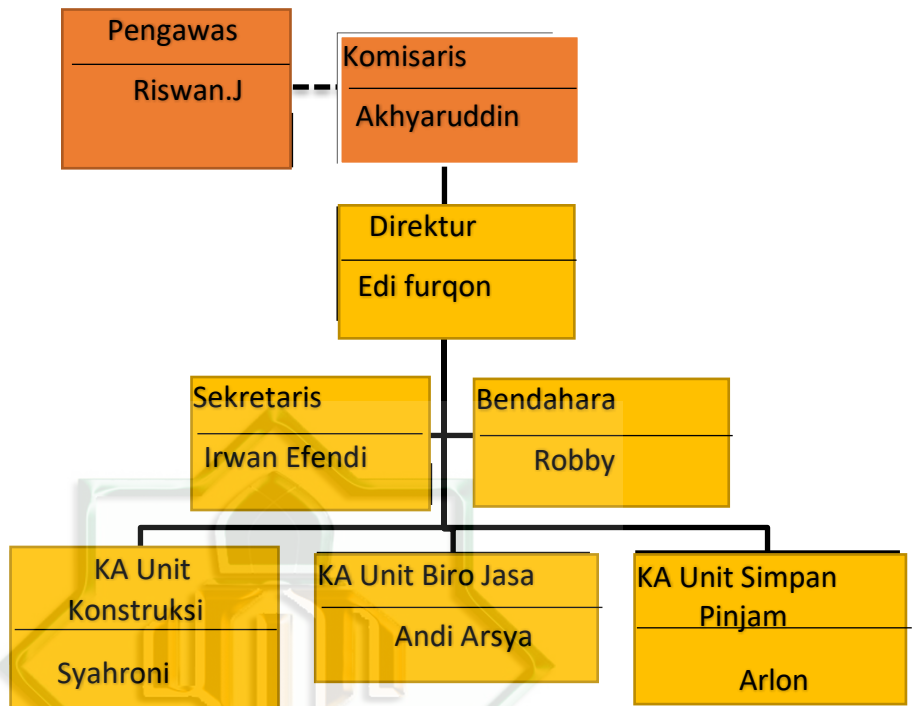 Pengawas
Riswan.J
Komisaris
Akhyaruddin
Direktur
Edi furqon
Sekretaris
Irwan Efendi
Bendahara
Robby
KA Unit
Konstruksi
Syahroni
KA Unit Biro Jasa
Andi Arsya
KA Unit Simpan
Pinjam
Arlon